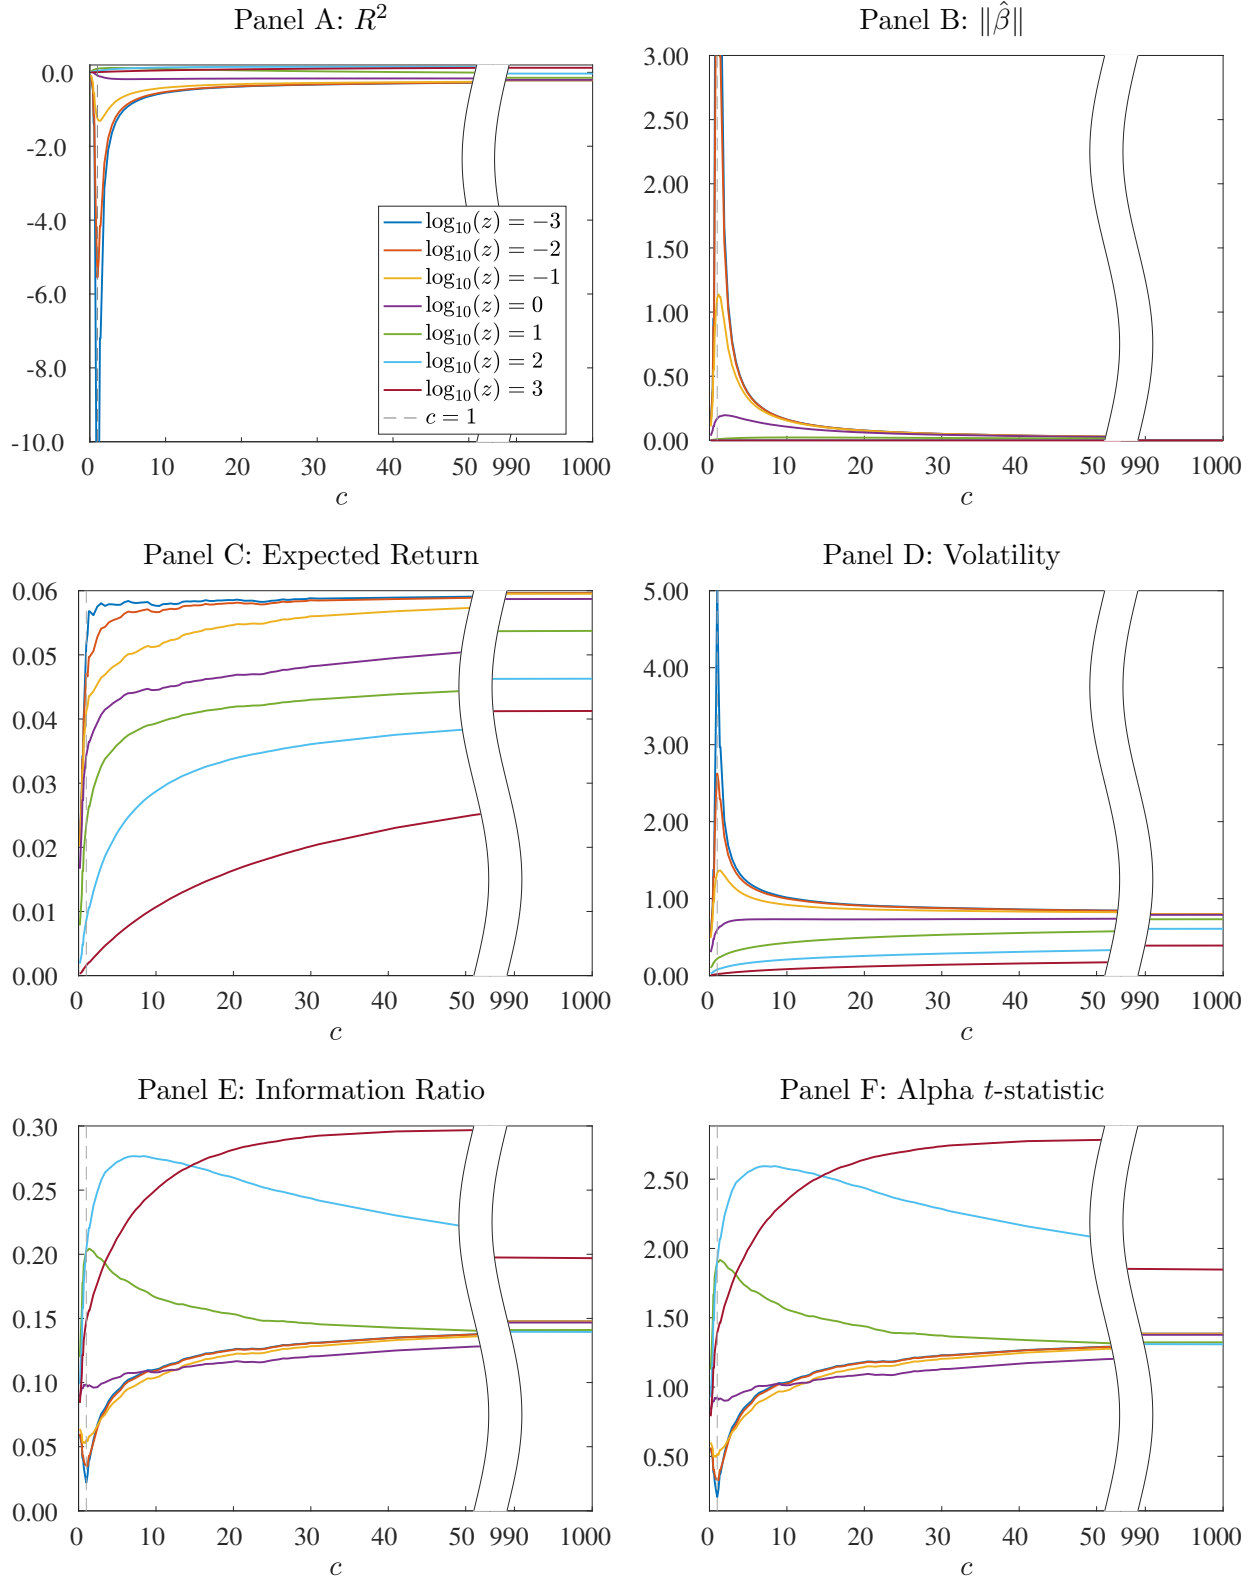 Panel A: R²
0.0
-2.0
-4.0
-6.0
-8.0
-10.0
log₁₀(z) = −3
log₁₀(z) = −2
log₁₀(z) = −1
log₁₀(z) = 0
log₁₀(z) = 1
log₁₀(z) = 2
log₁₀(z) = 3
c = 1
0 10 20 30 40 50 990 1000
c
Panel B: ‖β̂‖
3.00
2.50
2.00
1.50
1.00
0.50
0.00
0 10 20 30 40 50 990 1000
c
Panel C: Expected Return
0.06
0.05
0.04
0.03
0.02
0.01
0.00
0 10 20 30 40 50 990 1000
c
Panel D: Volatility
5.00
4.00
3.00
2.00
1.00
0.00
0 10 20 30 40 50 990 1000
c
Panel E: Information Ratio
0.30
0.25
0.20
0.15
0.10
0.05
0.00
0 10 20 30 40 50 990 1000
c
Panel F: Alpha t-statistic
2.50
2.00
1.50
1.00
0.50
0 10 20 30 40 50 990 1000
c